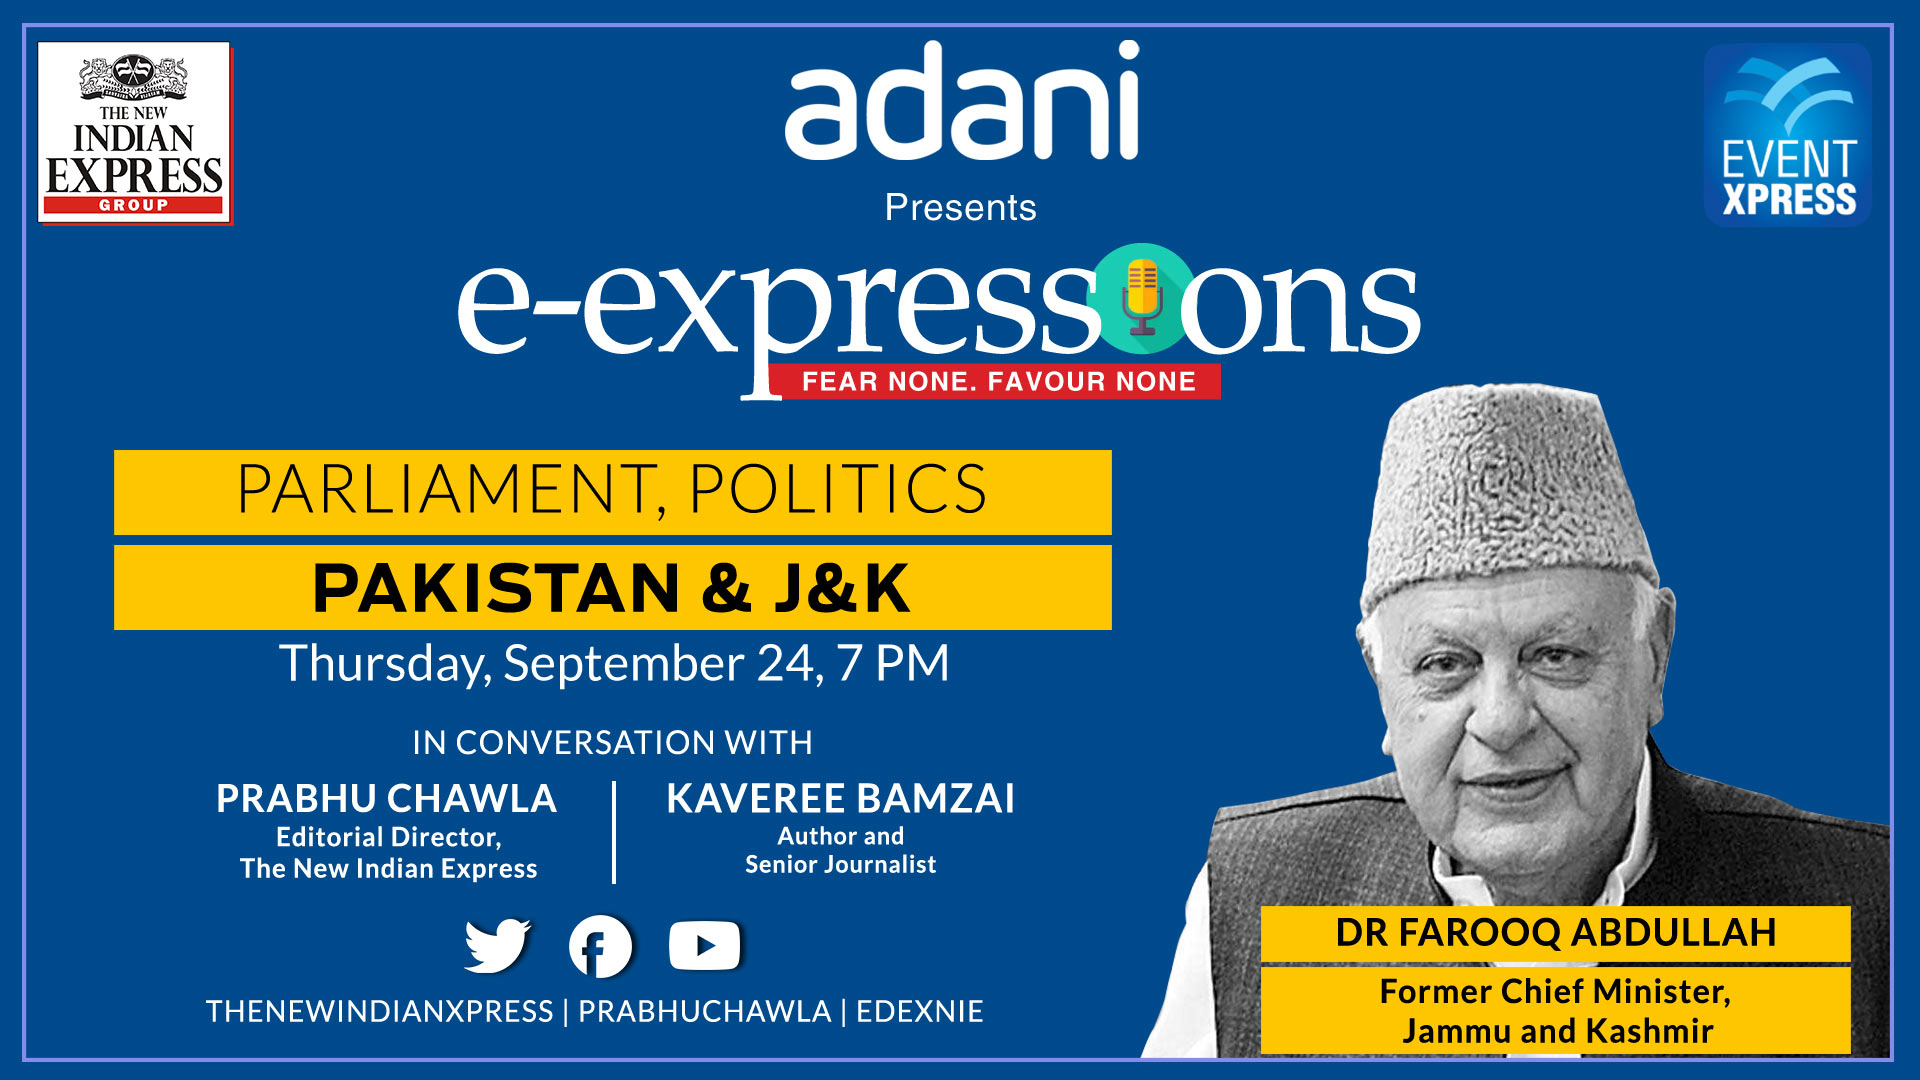 THE NEW
INDIAN
EXPRESS
GROUP
adani
Presents
EVENT
XPRESS
e-expressions
FEAR NONE. FAVOUR NONE
PARLIAMENT, POLITICS
PAKISTAN & J&K
Thursday, September 24, 7 PM
IN CONVERSATION WITH
PRABHU CHAWLA
Editorial Director,
The New Indian Express
KAVEREE BAMZAI
Author and
Senior Journalist
THENEWINDIANXPRESS | PRABHUCHAWLA | EDEXNIE
DR FAROOQ ABDULLAH
Former Chief Minister,
Jammu and Kashmir